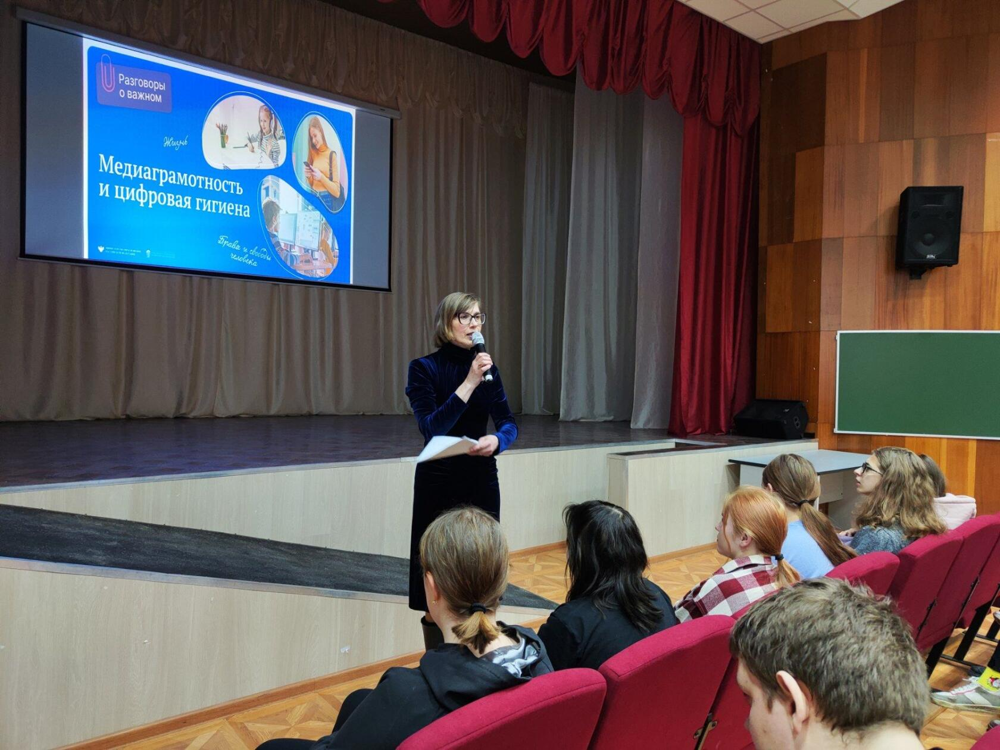 Разговоры
о важном
Жизнь
Медиаграмотность
и цифровая гигиена
Права и свободы
человека